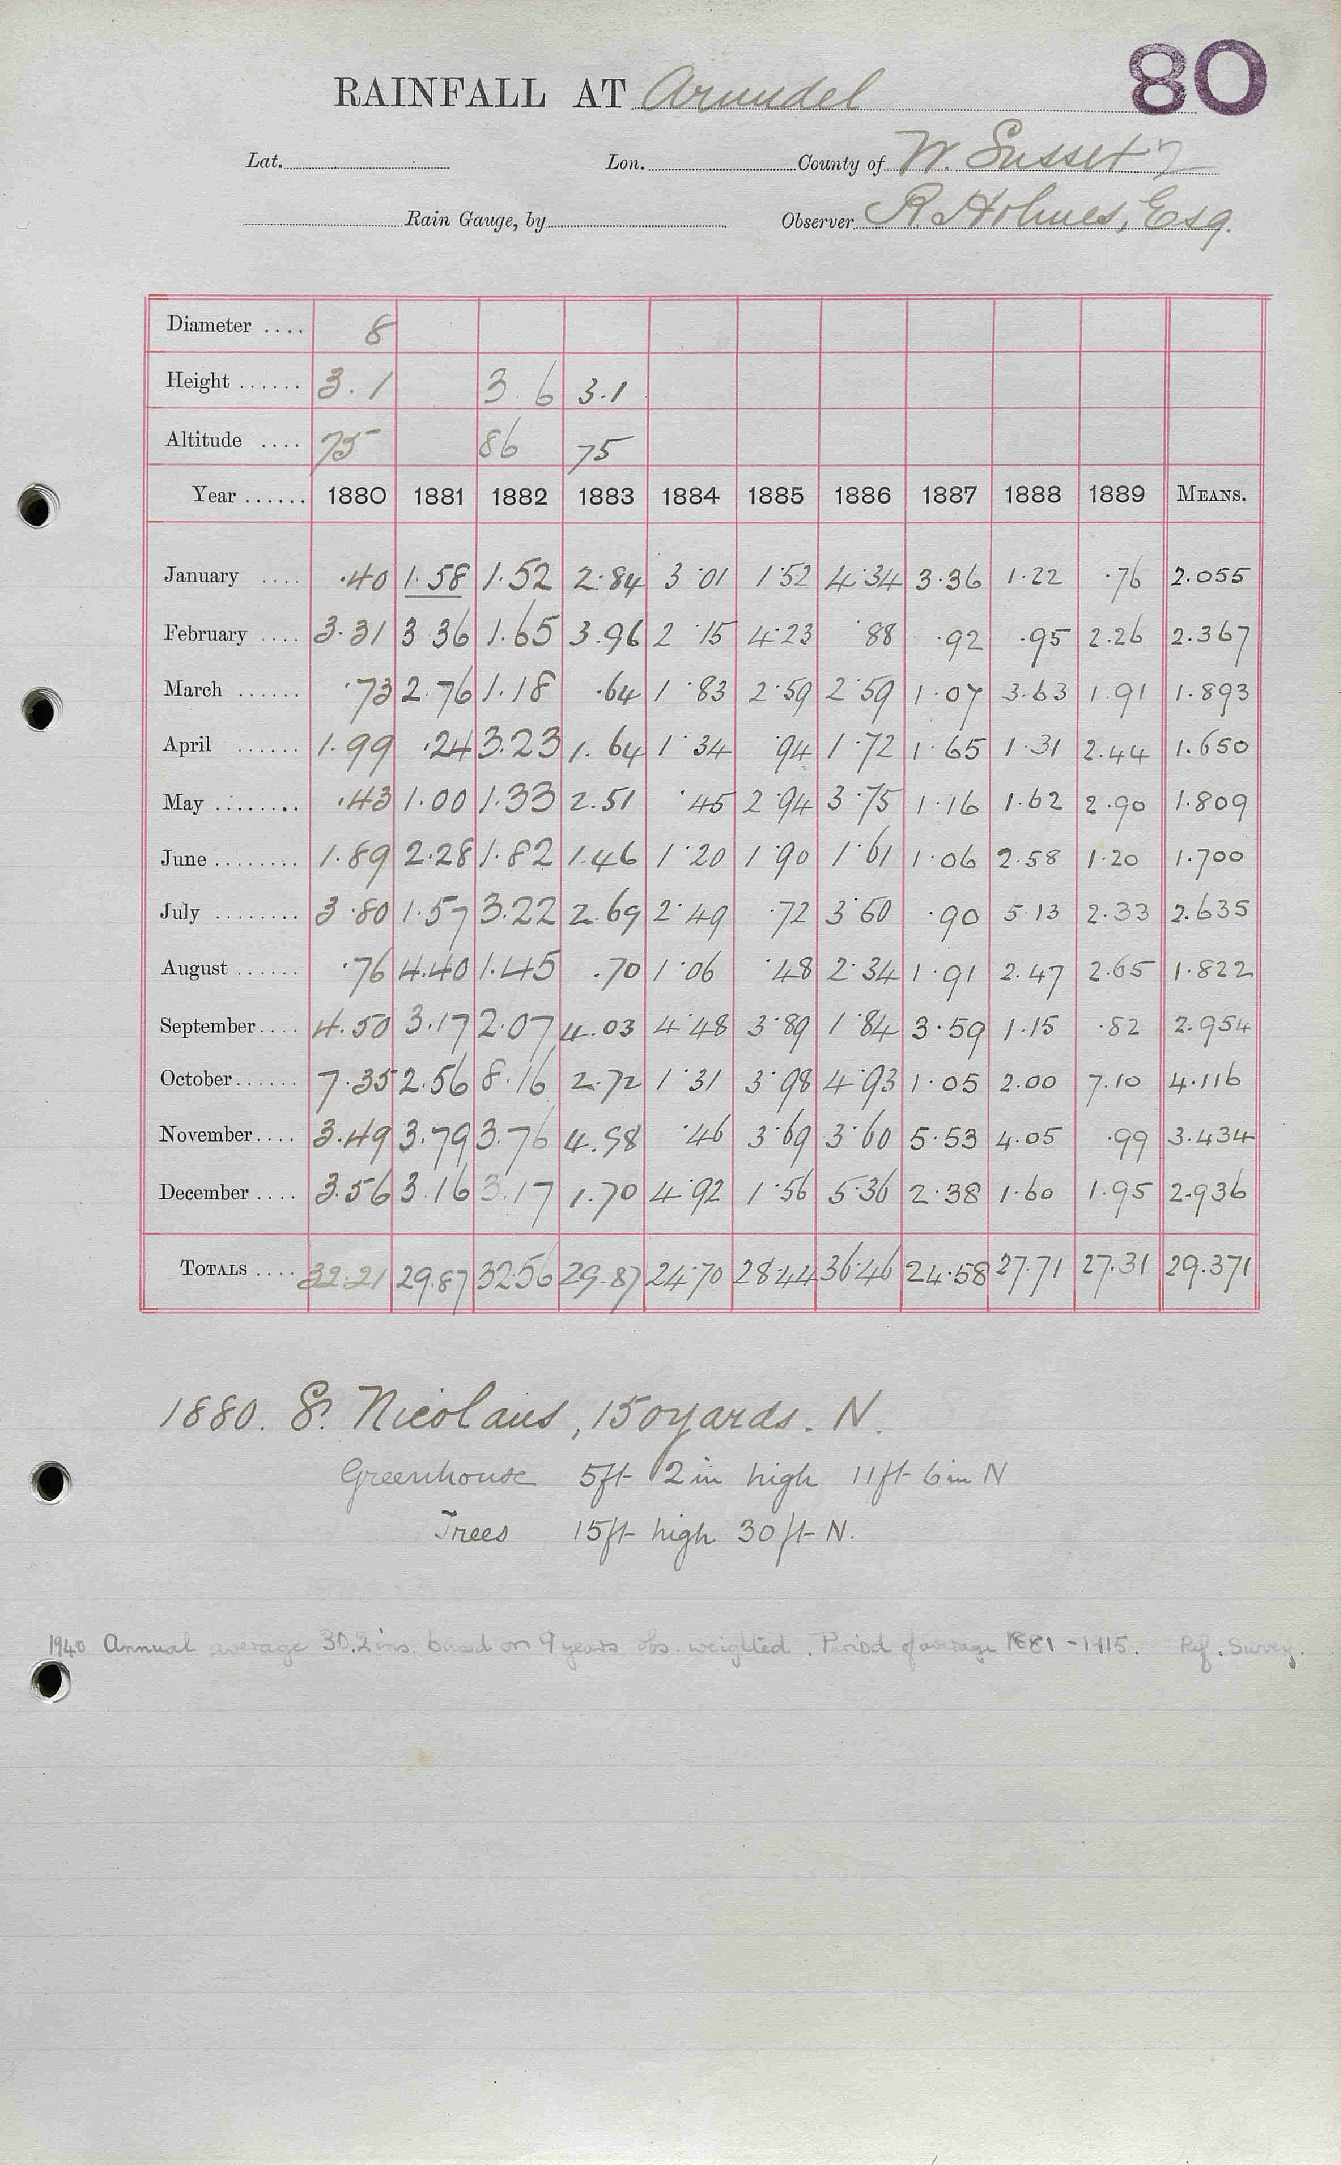 80
RAINFALL AT Arundel
Lat. Lon. County of W. Sussex
Rain Gauge, by Observer R. Holmes, Esq.
Diameter .... 8
Height ...... 3.1 3.6 3.1
Altitude .... 75 86 75
Year ...... 1880 1881 1882 1883 1884 1885 1886 1887 1888 1889 MEANS.
January .... .40 1.58 1.52 2.84 3.01 1.52 4.34 3.36 1.22 .76 2.055
February .... 3.31 3.36 1.65 3.96 2.15 4.23 .88 .92 .95 2.26 2.367
March ...... .73 2.76 1.18 .64 1.83 2.59 2.59 1.07 3.63 1.91 1.893
April ...... 1.99 .24 3.23 1.64 1.34 .94 1.72 1.65 1.31 2.44 1.650
May ........ .43 1.00 1.33 2.51 .45 2.94 3.75 1.16 1.62 2.90 1.809
June ........ 1.89 2.28 1.82 1.46 1.20 1.90 1.61 1.06 2.58 1.20 1.700
July ........ 3.80 1.57 3.22 2.69 2.49 .72 3.60 .90 5.13 2.33 2.635
August ...... .76 4.40 1.45 .70 1.06 .48 2.34 1.91 2.47 2.65 1.822
September .... 4.50 3.17 2.07 4.03 4.48 3.89 1.84 3.59 1.15 .82 2.954
October ...... 7.35 2.56 8.16 2.72 1.31 3.98 4.93 1.05 2.00 7.10 4.116
November .... 3.49 3.79 3.76 4.98 .46 3.69 3.60 5.53 4.05 .99 3.434
December .... 3.56 3.16 3.17 1.70 4.92 1.56 5.36 2.38 1.60 1.95 2.936
TOTALS .... 32.21 29.87 32.56 29.87 24.70 28.44 36.46 24.58 27.71 27.31 29.371
1880. S. Nicolaus, 150 yards. N.
Greenhouse 5ft 2 in high 11ft 6 in N
Trees 15ft high 30 ft N.
1940 Annual average 30.2 ins. based on 9 years obs. weighted. Period of average 1881-1915. Ref. Survey.